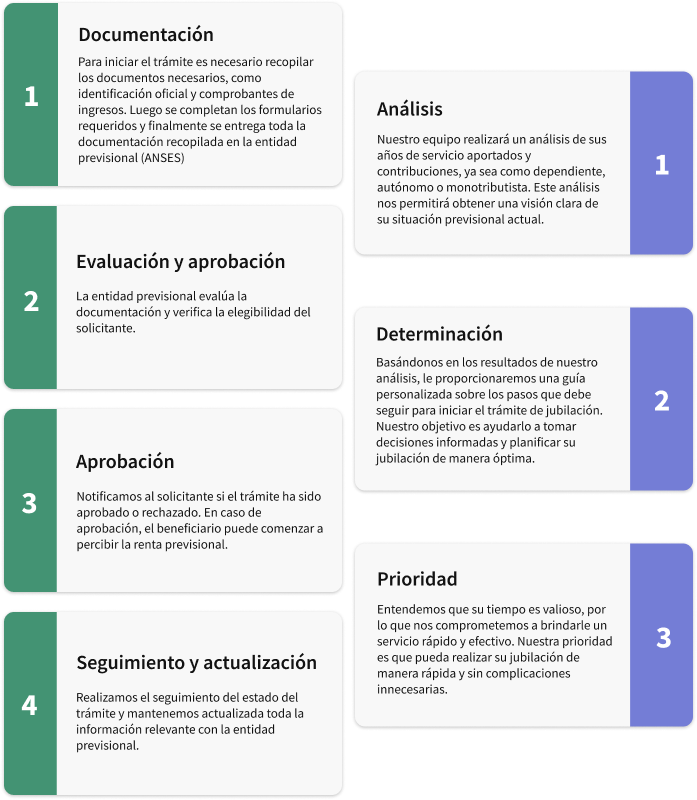 1
Documentación
Para iniciar el trámite es necesario recopilar
los documentos necesarios, como
identificación oficial y comprobantes de
ingresos. Luego se completan los formularios
requeridos y finalmente se entrega toda la
documentación recopilada en la entidad
previsional (ANSES)
2
Evaluación y aprobación
La entidad previsional evalúa la
documentación y verifica la elegibilidad del
solicitante.
3
Aprobación
Notificamos al solicitante si el trámite ha sido
aprobado o rechazado. En caso de
aprobación, el beneficiario puede comenzar a
percibir la renta previsional.
4
Seguimiento y actualización
Realizamos el seguimiento del estado del
trámite y mantenemos actualizada toda la
información relevante con la entidad
previsional.
Análisis
Nuestro equipo realizará un análisis de sus
años de servicio aportados y
contribuciones, ya sea como dependiente,
autónomo o monotributista. Este análisis
nos permitirá obtener una visión clara de
su situación previsional actual.
1
Determinación
Basándonos en los resultados de nuestro
análisis, le proporcionaremos una guía
personalizada sobre los pasos que debe
seguir para iniciar el trámite de jubilación.
Nuestro objetivo es ayudarlo a tomar
decisiones informadas y planificar su
jubilación de manera óptima.
2
Prioridad
Entendemos que su tiempo es valioso, por
lo que nos comprometemos a brindarle un
servicio rápido y efectivo. Nuestra prioridad
es que pueda realizar su jubilación de
manera rápida y sin complicaciones
innecesarias.
3